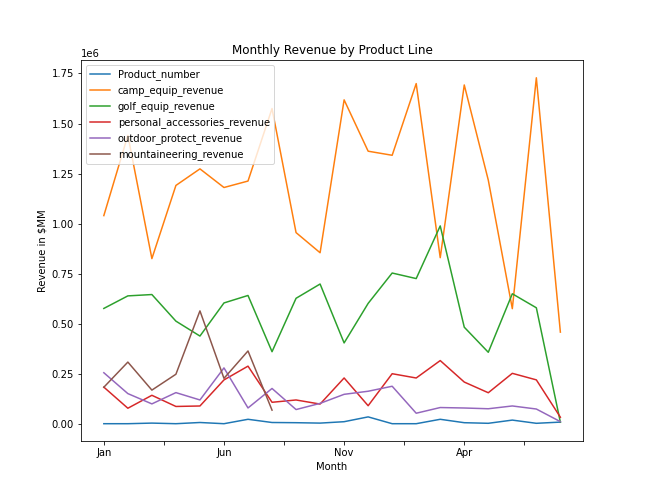 Monthly Revenue by Product Line
1e6
Product_number
camp_equip_revenue
golf_equip_revenue
personal_accessories_revenue
outdoor_protect_revenue
mountaineering_revenue
1.75
1.50
1.25
1.00
0.75
0.50
0.25
0.00
Revenue in $MM
Jan Jun Nov Apr
Month